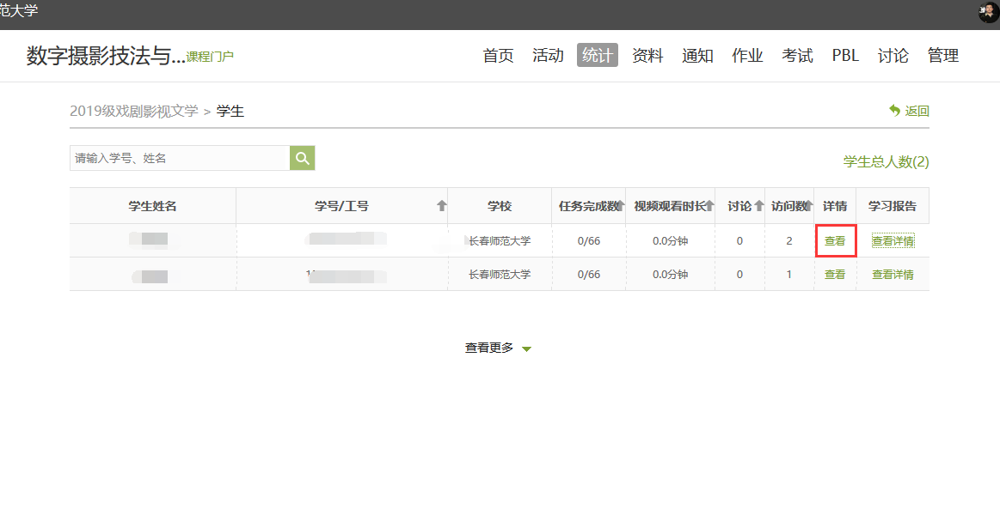 范大学
数字摄影技法与...课程门户 首页 活动 统计 资料 通知 作业 考试 PBL 讨论 管理
2019级戏剧影视文学 > 学生 返回
请输入学号、姓名
学生总人数(2)
学生姓名 学号/工号 学校 任务完成数 视频观看时长 讨论 访问数 详情 学习报告
长春师范大学 0/66 0.0分钟 0 2 查看 查看详情
长春师范大学 0/66 0.0分钟 0 1 查看 查看详情
查看更多